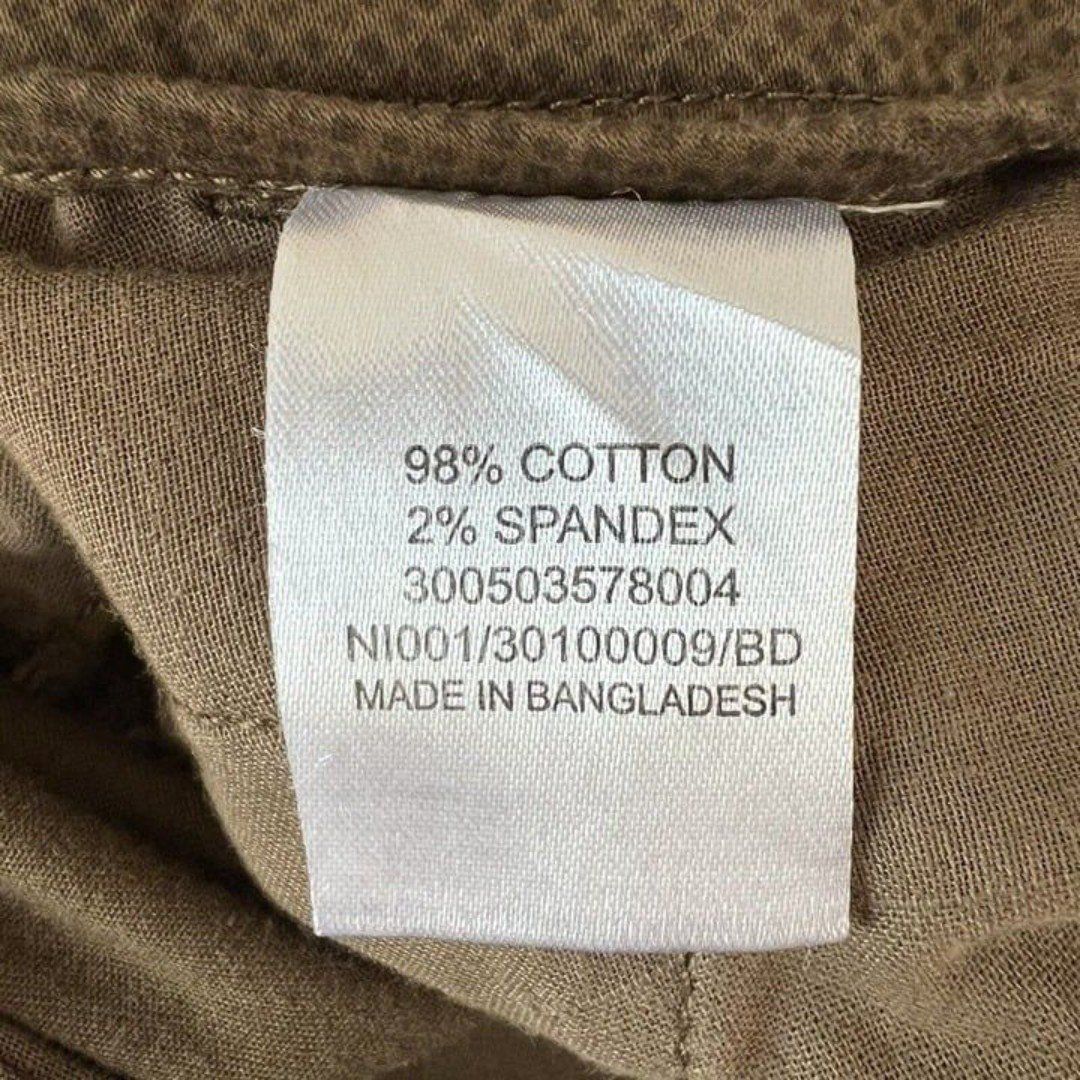 98% COTTON
2% SPANDEX
300503578004
NI001/30100009/BD
MADE IN BANGLADESH